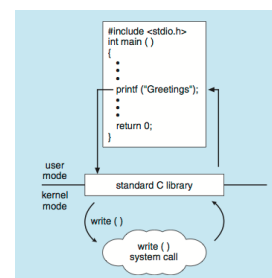 #include <stdio.h>
int main ( )
{
•
•
•
printf ("Greetings");
•
•
•
return 0;
}
user
mode
standard C library
kernel
mode
write ( )
write ( )
system call